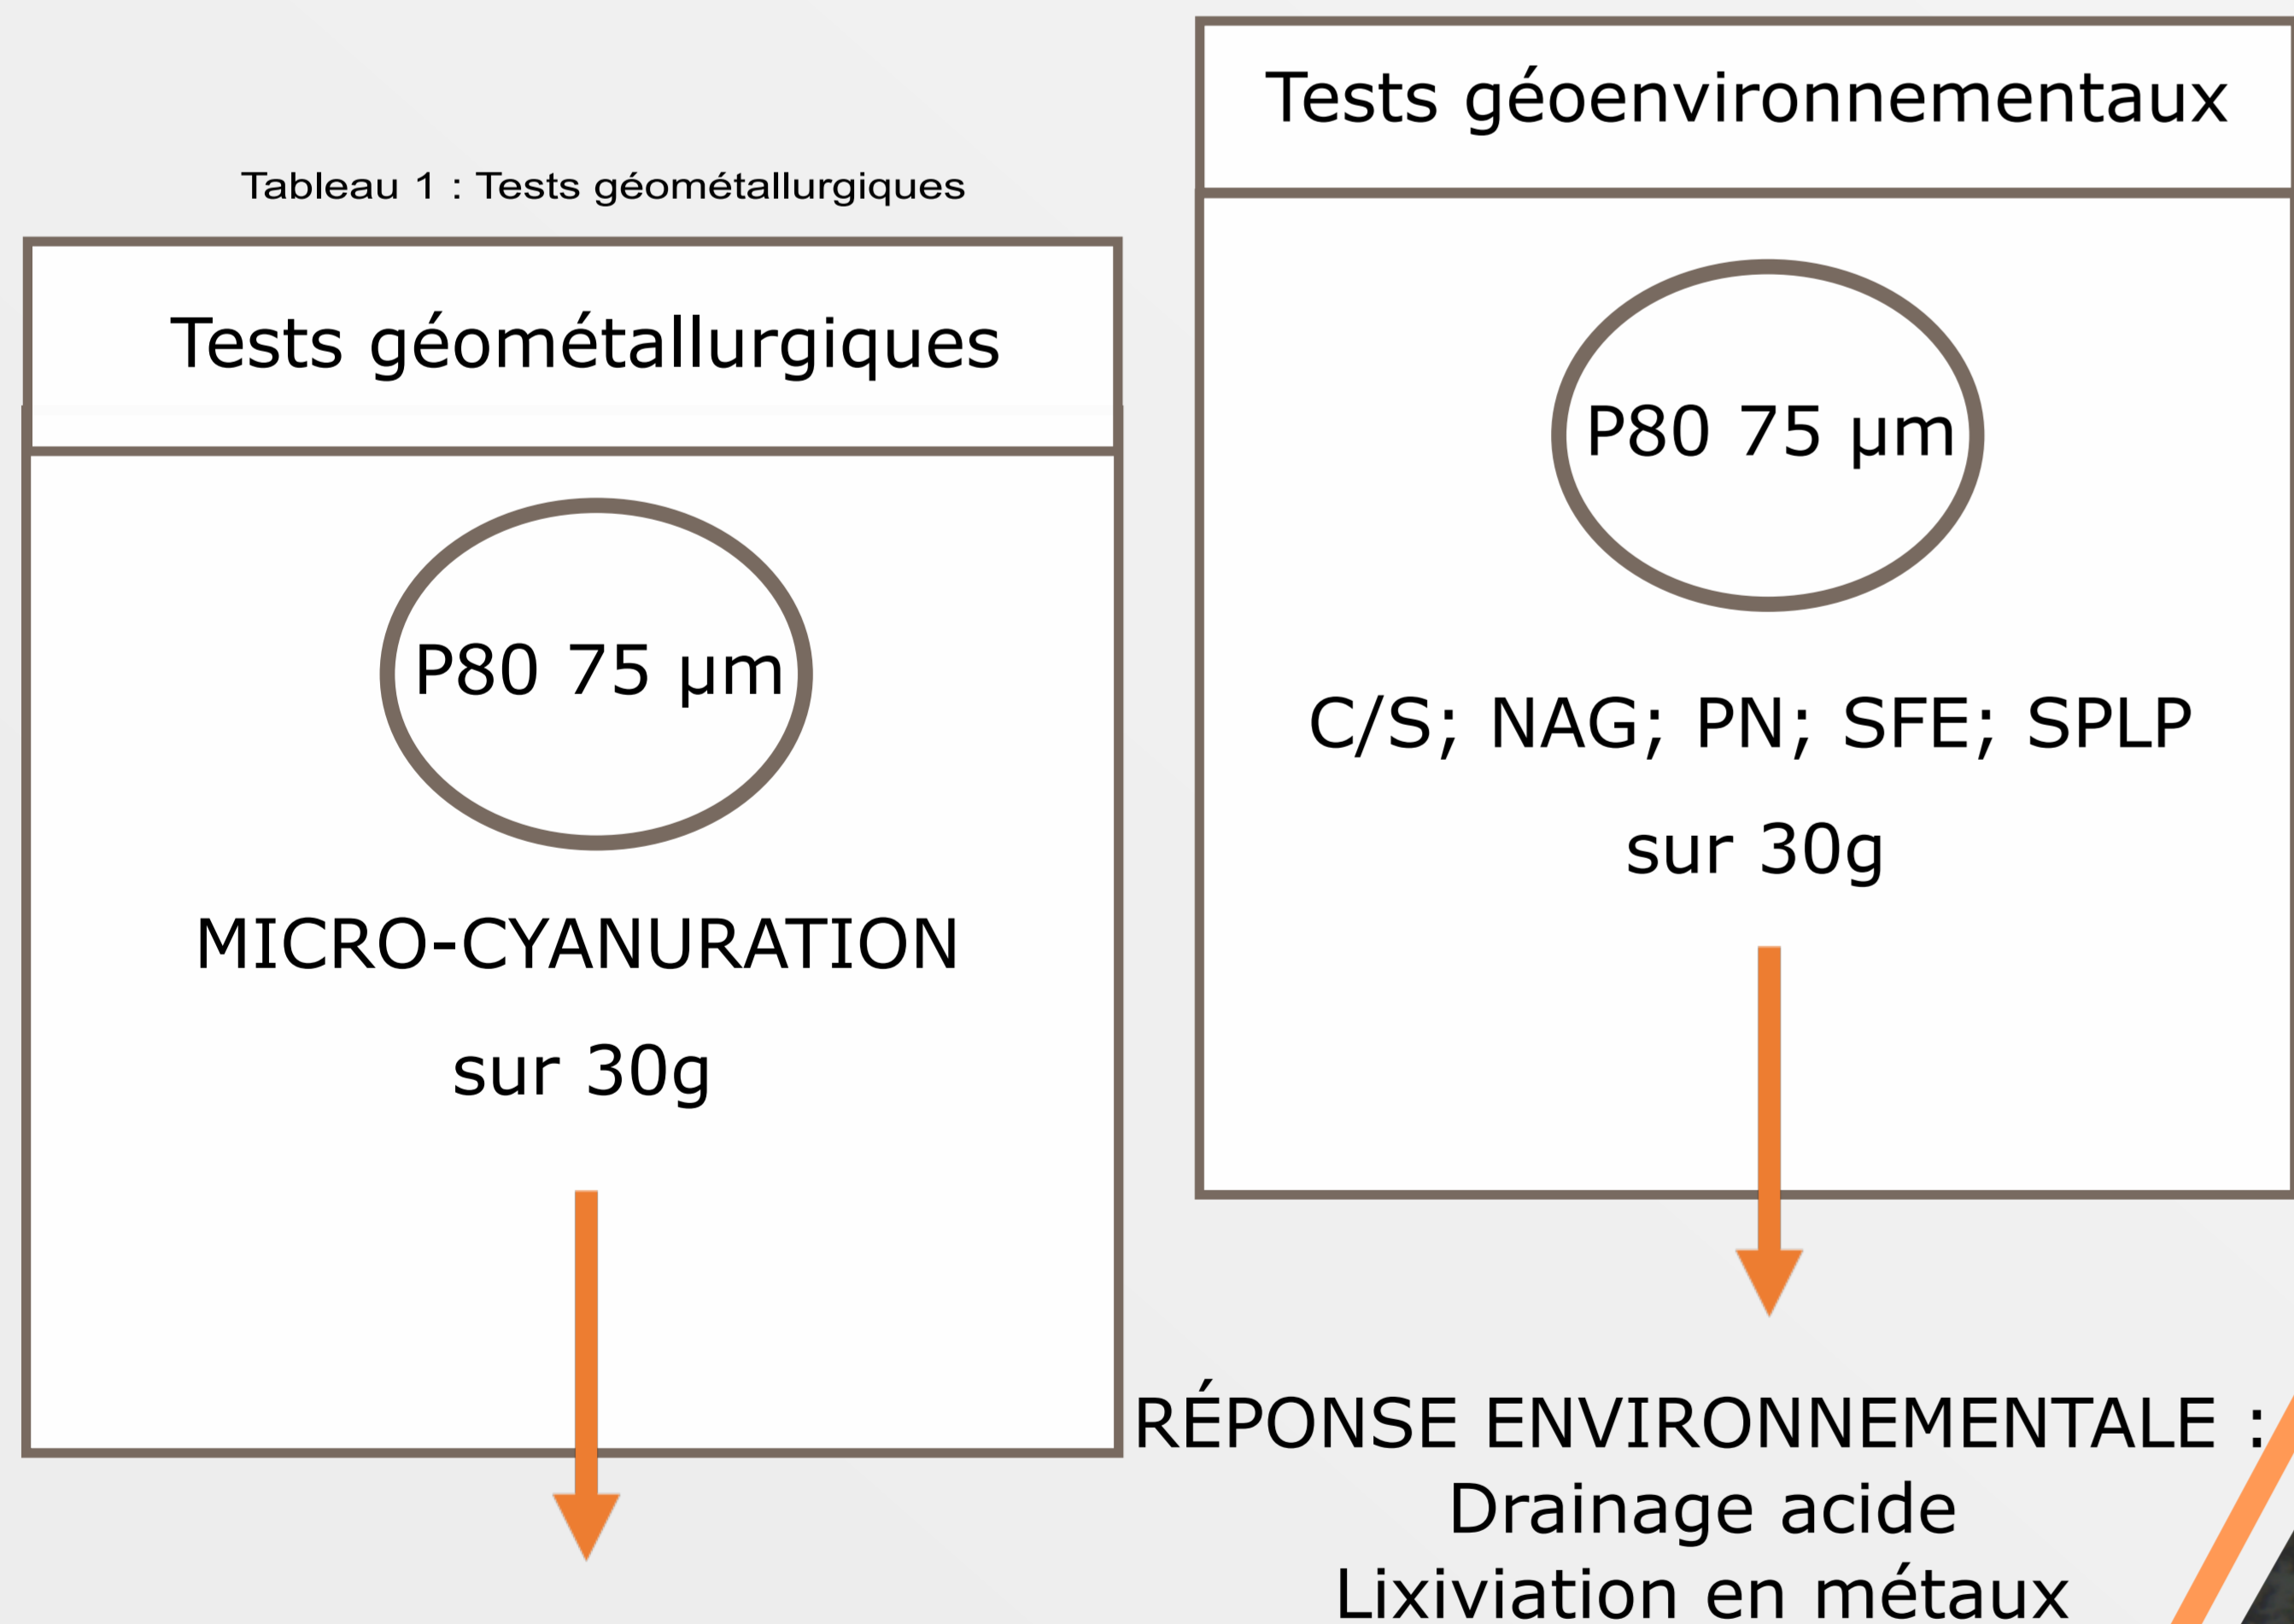 Tableau 1 : Tests géométallurgiques
Tests géométallurgiques
P80 75 µm
MICRO-CYANURATION
sur 30g
Tests géoenvironnementaux
P80 75 µm
C/S; NAG; PN; SFE; SPLP
sur 30g
RÉPONSE ENVIRONNEMENTALE :
Drainage acide
Lixiviation en métaux